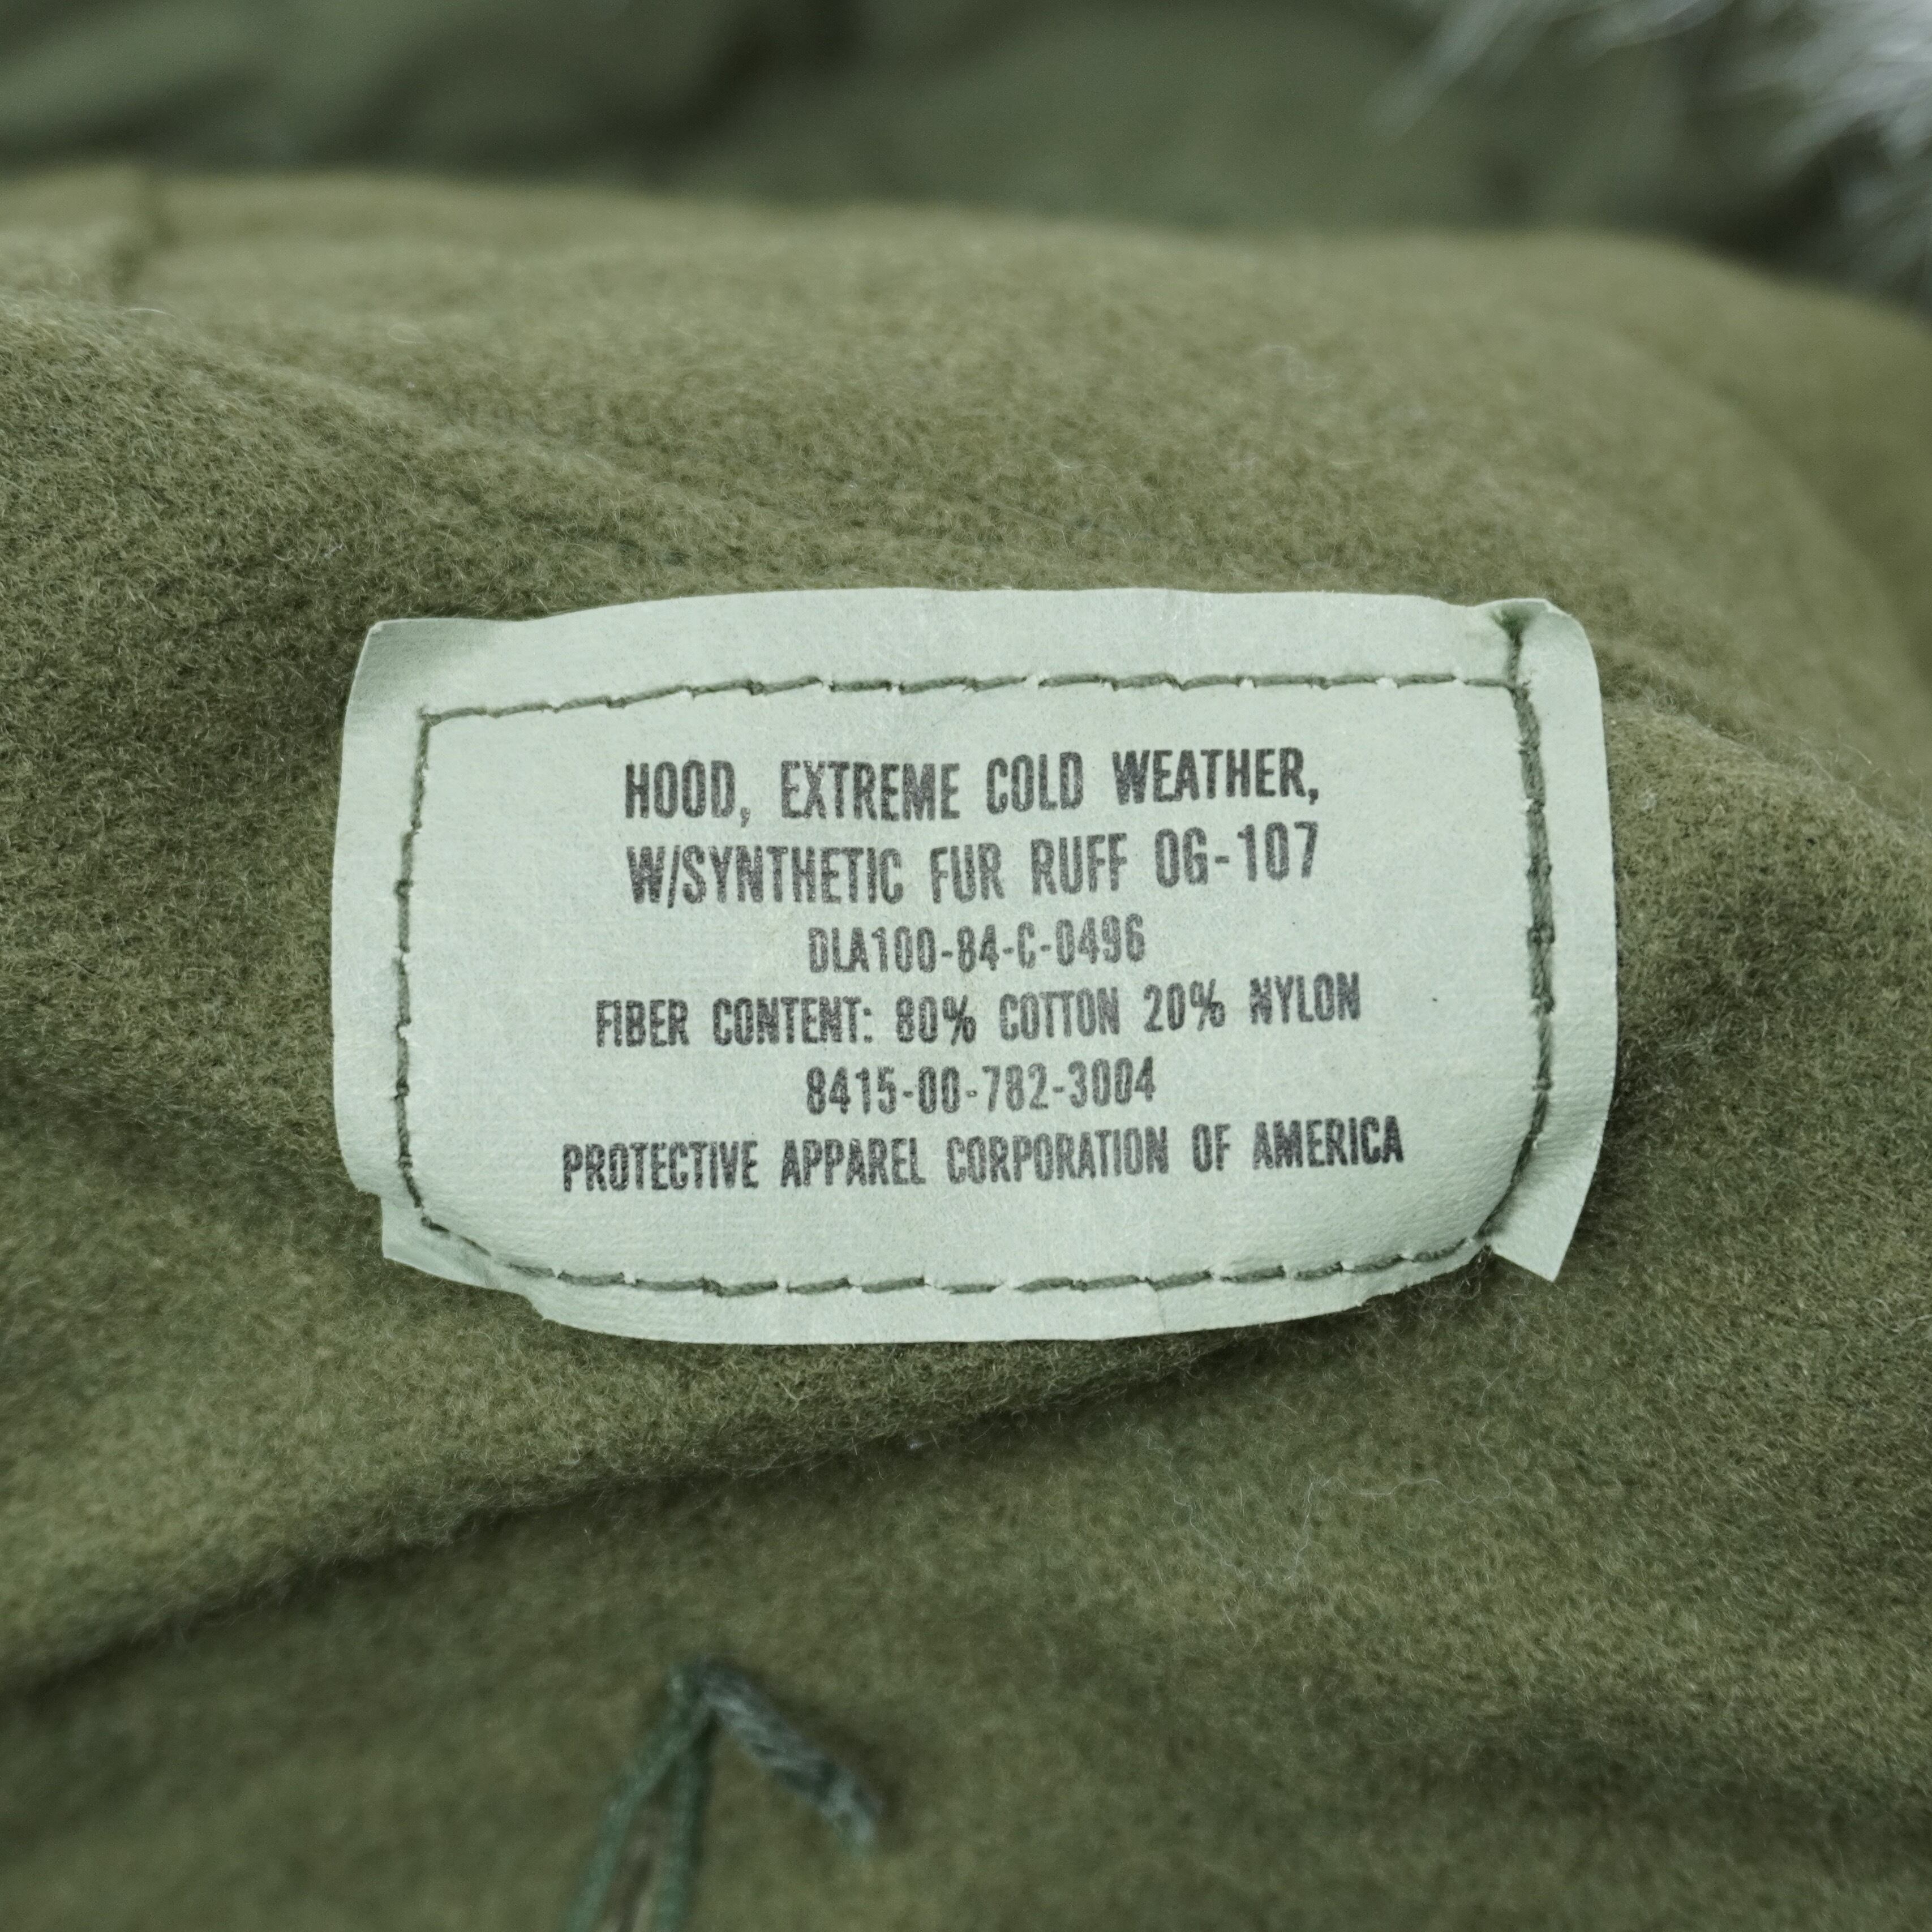 HOOD, EXTREME COLD WEATHER,
W/SYNTHETIC FUR RUFF OG-107
DLA100-84-C-0496
FIBER CONTENT: 80% COTTON 20% NYLON
8415-00-782-3004
PROTECTIVE APPAREL CORPORATION OF AMERICA